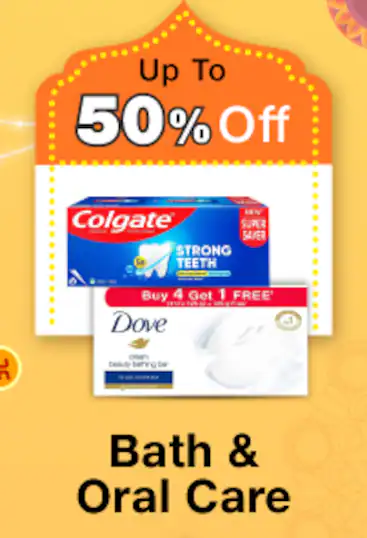 Up To
50% Off
Colgate
NEW
SUPER
SAVER
STRONG
TEETH
Buy 4 Get 1 FREE*
Dove
cream
beauty bathing bar
Bath &
Oral Care